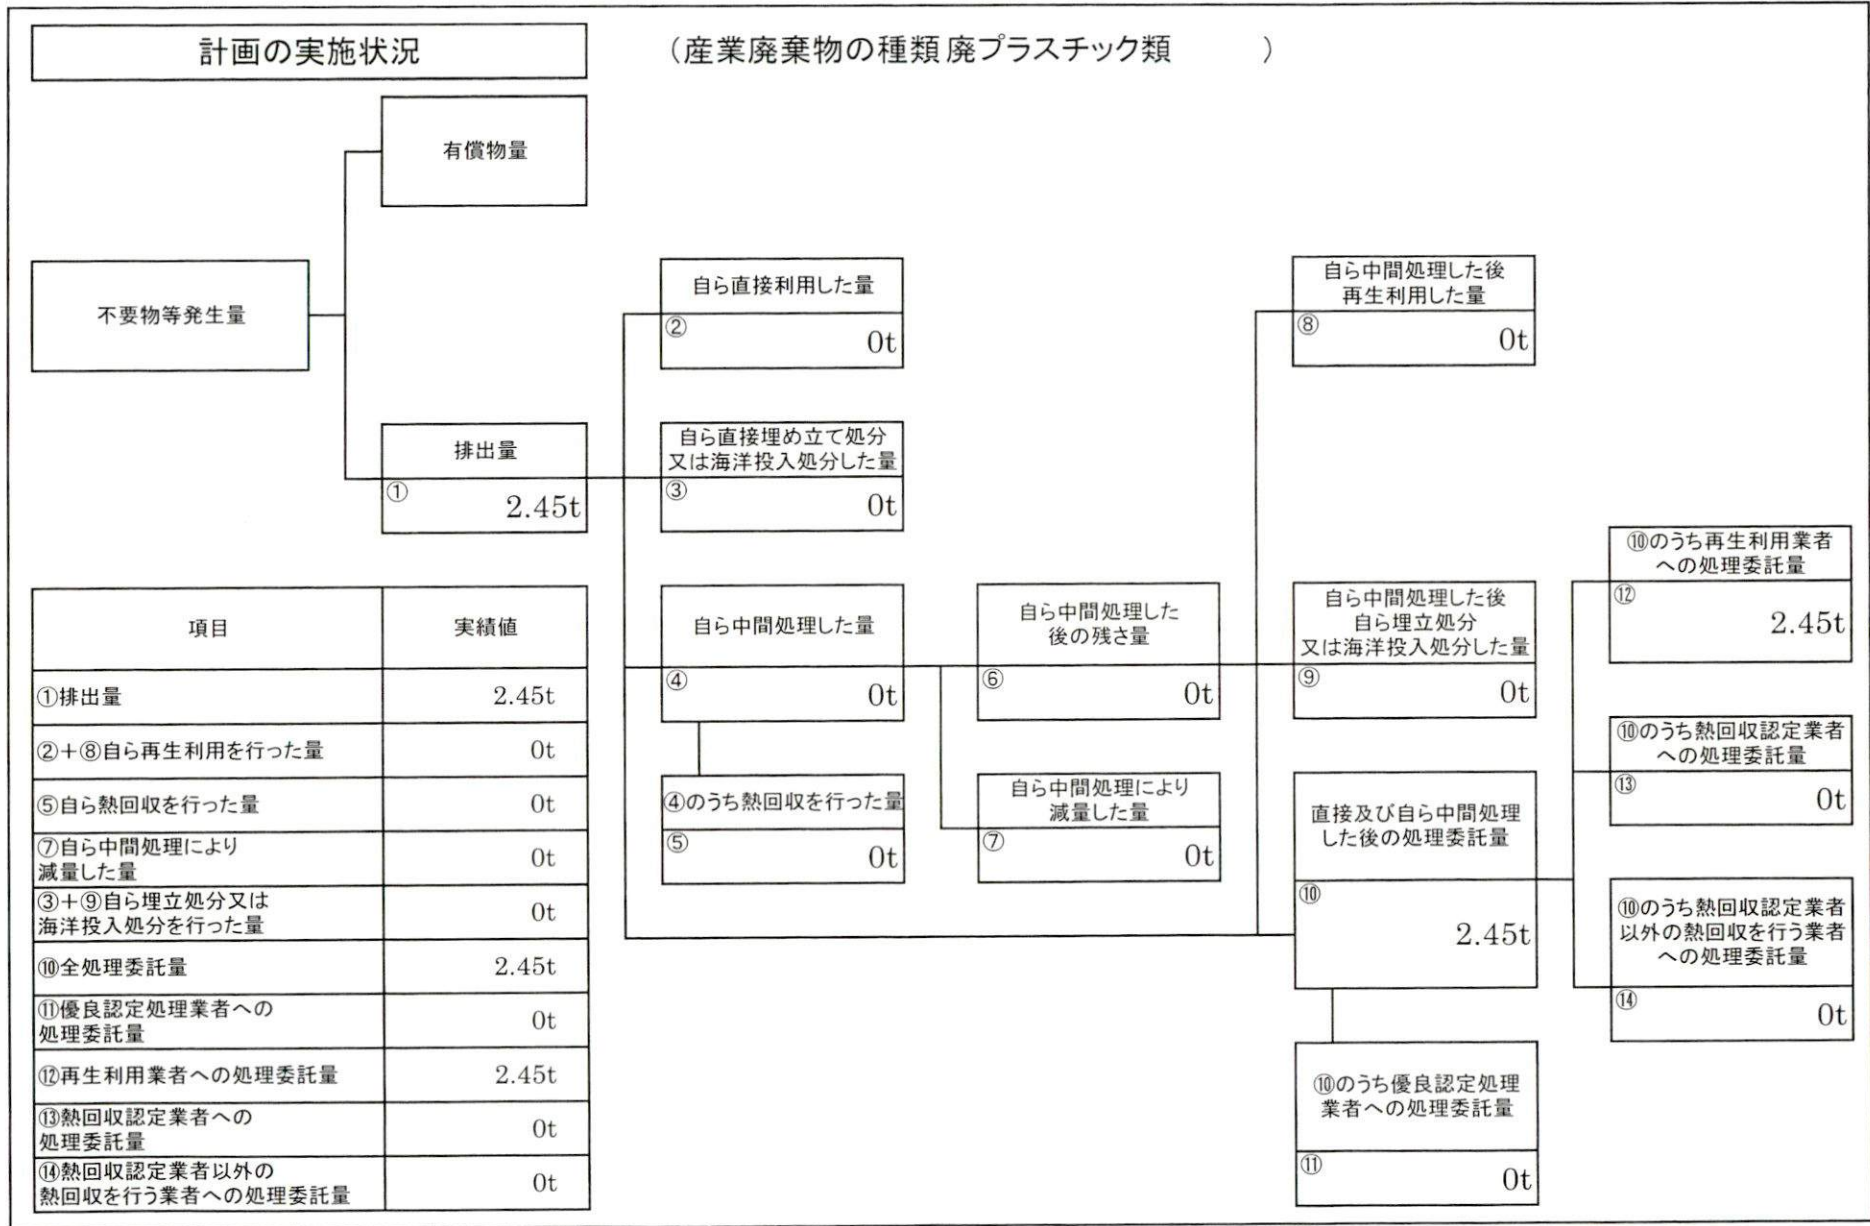 計画の実施状況
（産業廃棄物の種類 廃プラスチック類　　　）
有償物量
不要物等発生量
排出量
①
2.45t
自ら直接利用した量
②
0t
自ら直接埋め立て処分
又は海洋投入処分した量
③
0t
自ら中間処理した量
④
0t
④のうち熱回収を行った量
⑤
0t
自ら中間処理した
後の残さ量
⑥
0t
自ら中間処理により
減量した量
⑦
0t
自ら中間処理した後
再生利用した量
⑧
0t
自ら中間処理した後
自ら埋立処分
又は海洋投入処分した量
⑨
0t
直接及び自ら中間処理
した後の処理委託量
⑩
2.45t
⑩のうち優良認定処理
業者への処理委託量
⑪
0t
⑩のうち再生利用業者
への処理委託量
⑫
2.45t
⑩のうち熱回収認定業者
への処理委託量
⑬
0t
⑩のうち熱回収認定業者
以外の熱回収を行う業者
への処理委託量
⑭
0t
項目 実績値
①排出量 2.45t
②＋⑧自ら再生利用を行った量 0t
⑤自ら熱回収を行った量 0t
⑦自ら中間処理により
減量した量 0t
③＋⑨自ら埋立処分又は
海洋投入処分を行った量 0t
⑩全処理委託量 2.45t
⑪優良認定処理業者への
処理委託量 0t
⑫再生利用業者への処理委託量 2.45t
⑬熱回収認定業者への
処理委託量 0t
⑭熱回収認定業者以外の
熱回収を行う業者への処理委託量 0t